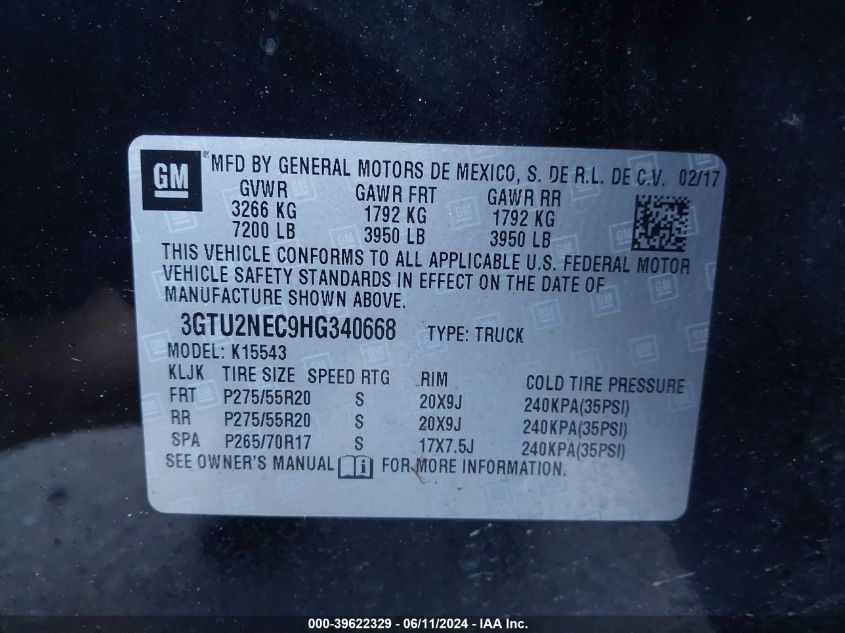 GM ® MFD BY GENERAL MOTORS DE MEXICO, S. DE R.L. DE C.V. 02/17
GVWR GAWR FRT GAWR RR
3266 KG 1792 KG 1792 KG
7200 LB 3950 LB 3950 LB
THIS VEHICLE CONFORMS TO ALL APPLICABLE U.S. FEDERAL MOTOR
VEHICLE SAFETY STANDARDS IN EFFECT ON THE DATE OF
MANUFACTURE SHOWN ABOVE.
3GTU2NEC9HG340668 TYPE: TRUCK
MODEL: K15543
KLJK TIRE SIZE SPEED RTG RIM COLD TIRE PRESSURE
FRT P275/55R20 S 20X9J 240KPA(35PSI)
RR P275/55R20 S 20X9J 240KPA(35PSI)
SPA P265/70R17 S 17X7.5J 240KPA(35PSI)
SEE OWNER'S MANUAL i FOR MORE INFORMATION.
000-39622329 - 06/11/2024 - IAA Inc.